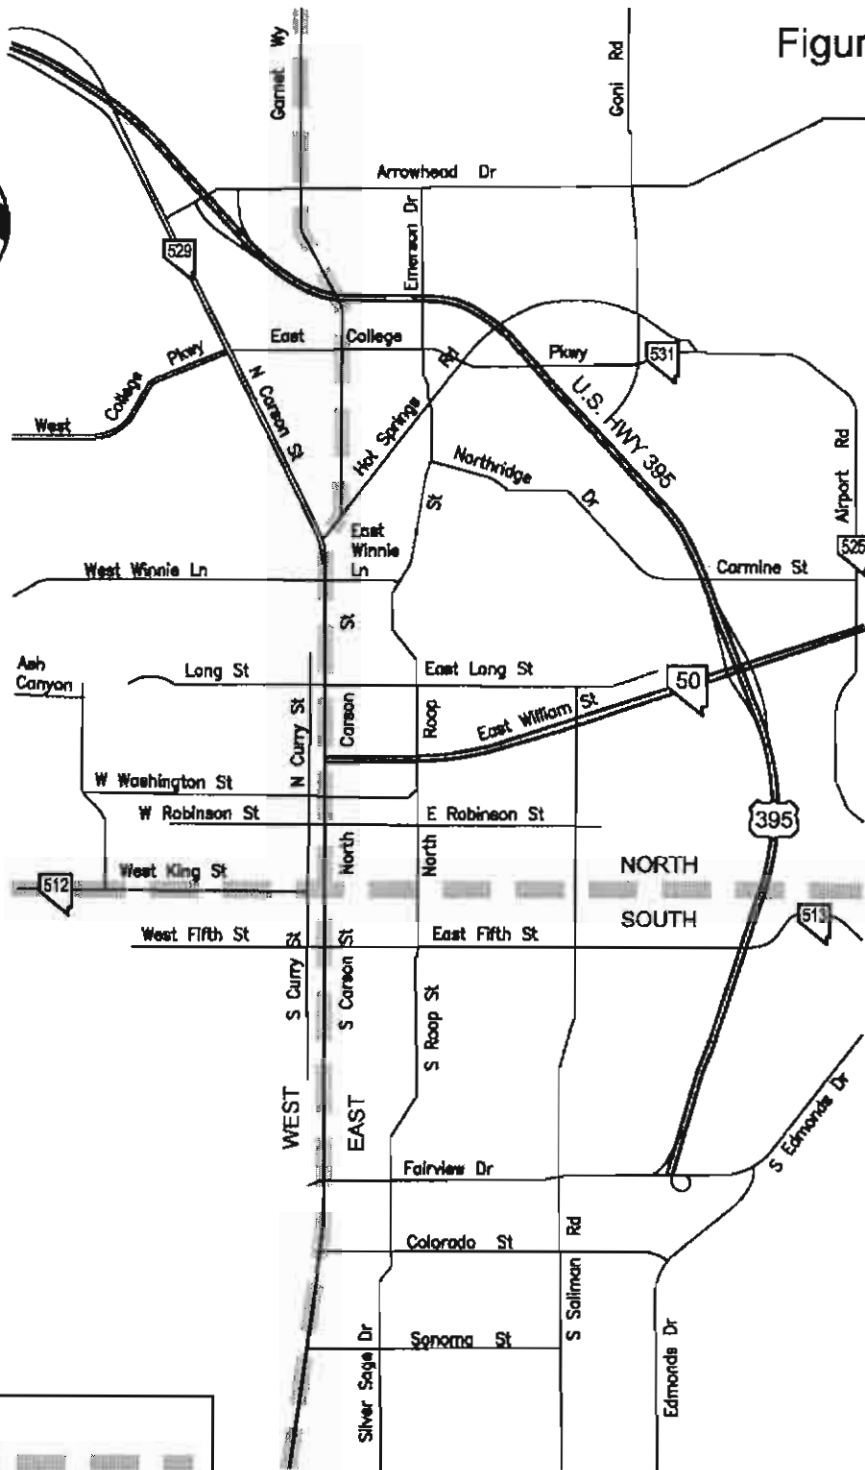 Figur
Garnet Wy
Goni Rd
Arrowhead Dr
Emerson Dr
529
East College Pkwy
531
West College Pkwy
N Carson St
Hot Springs Rd
U.S. HWY 395
Northridge Dr
Airport Rd
525
East
Winnie
Ln
St
West Winnie Ln
Carmine St
St
Ash
Canyon
Long St
East Long St
50
N Curry St
Carson
Roop
East William St
W Washington St
W Robinson St
E Robinson St
395
West King St
North
North
NORTH
512
SOUTH
513
West Fifth St
East Fifth St
S Curry St
S Carson St
S Roop St
WEST
EAST
S Edmonds Dr
Fairview Dr
Colorado St
S Saliman Rd
Sonoma St
Silver Sage Dr
Edmonds Dr